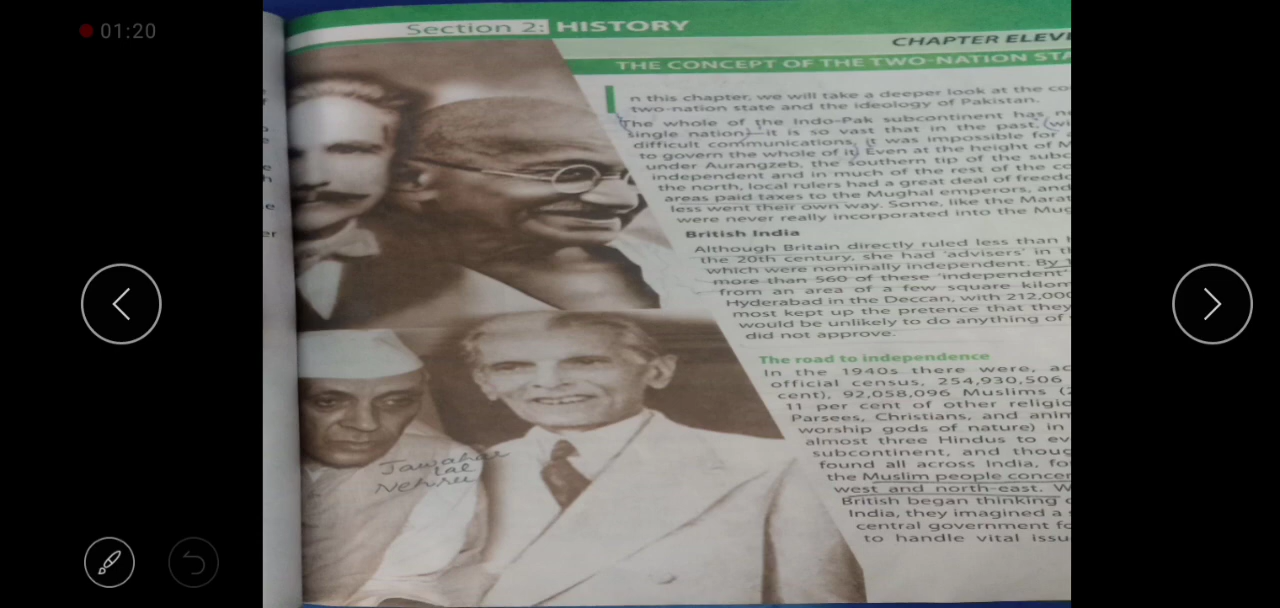 01:20
Section 2: HISTORY
CHAPTER ELEV
THE CONCEPT OF THE TWO-NATION STA
In this chapter, we will take a deeper look at the co
two-nation state and the ideology of Pakistan.
The whole of the Indo-Pak subcontinent has n
single nation) it is so vast that in the past, (wi
difficult communications, it was impossible for
to govern the whole of it) Even at the height of M
under Aurangzeb, the southern tip of the subc
independent and in much of the rest of the co
the north, local rulers had a great deal of freed
areas paid taxes to the Mughal emperors, and
less went their own way. Some, like the Marat
were never really incorporated into the Mug
British India
Although Britain directly ruled less than
the 20th century, she had 'advisers' in t
which were nominally independent. By
more than 560 of these 'independent'
from an area of a few square kilom
Hyderabad in the Deccan, with 212,000
most kept up the pretence that they
would be unlikely to do anything of
did not approve.
The road to independence
In the 1940s there were, ac
official census, 254,930,506
cent), 92,058,096 Muslims (2
11 per cent of other religio
Parsees, Christians, and anim
worship gods of nature) in
almost three Hindus to ev
subcontinent, and thoug
found all across India, fo
the Muslim people concen
west and north-east. W
British began thinking
India, they imagined a
central government fo
to handle vital issu
Jawahar
lal
Nehru
er